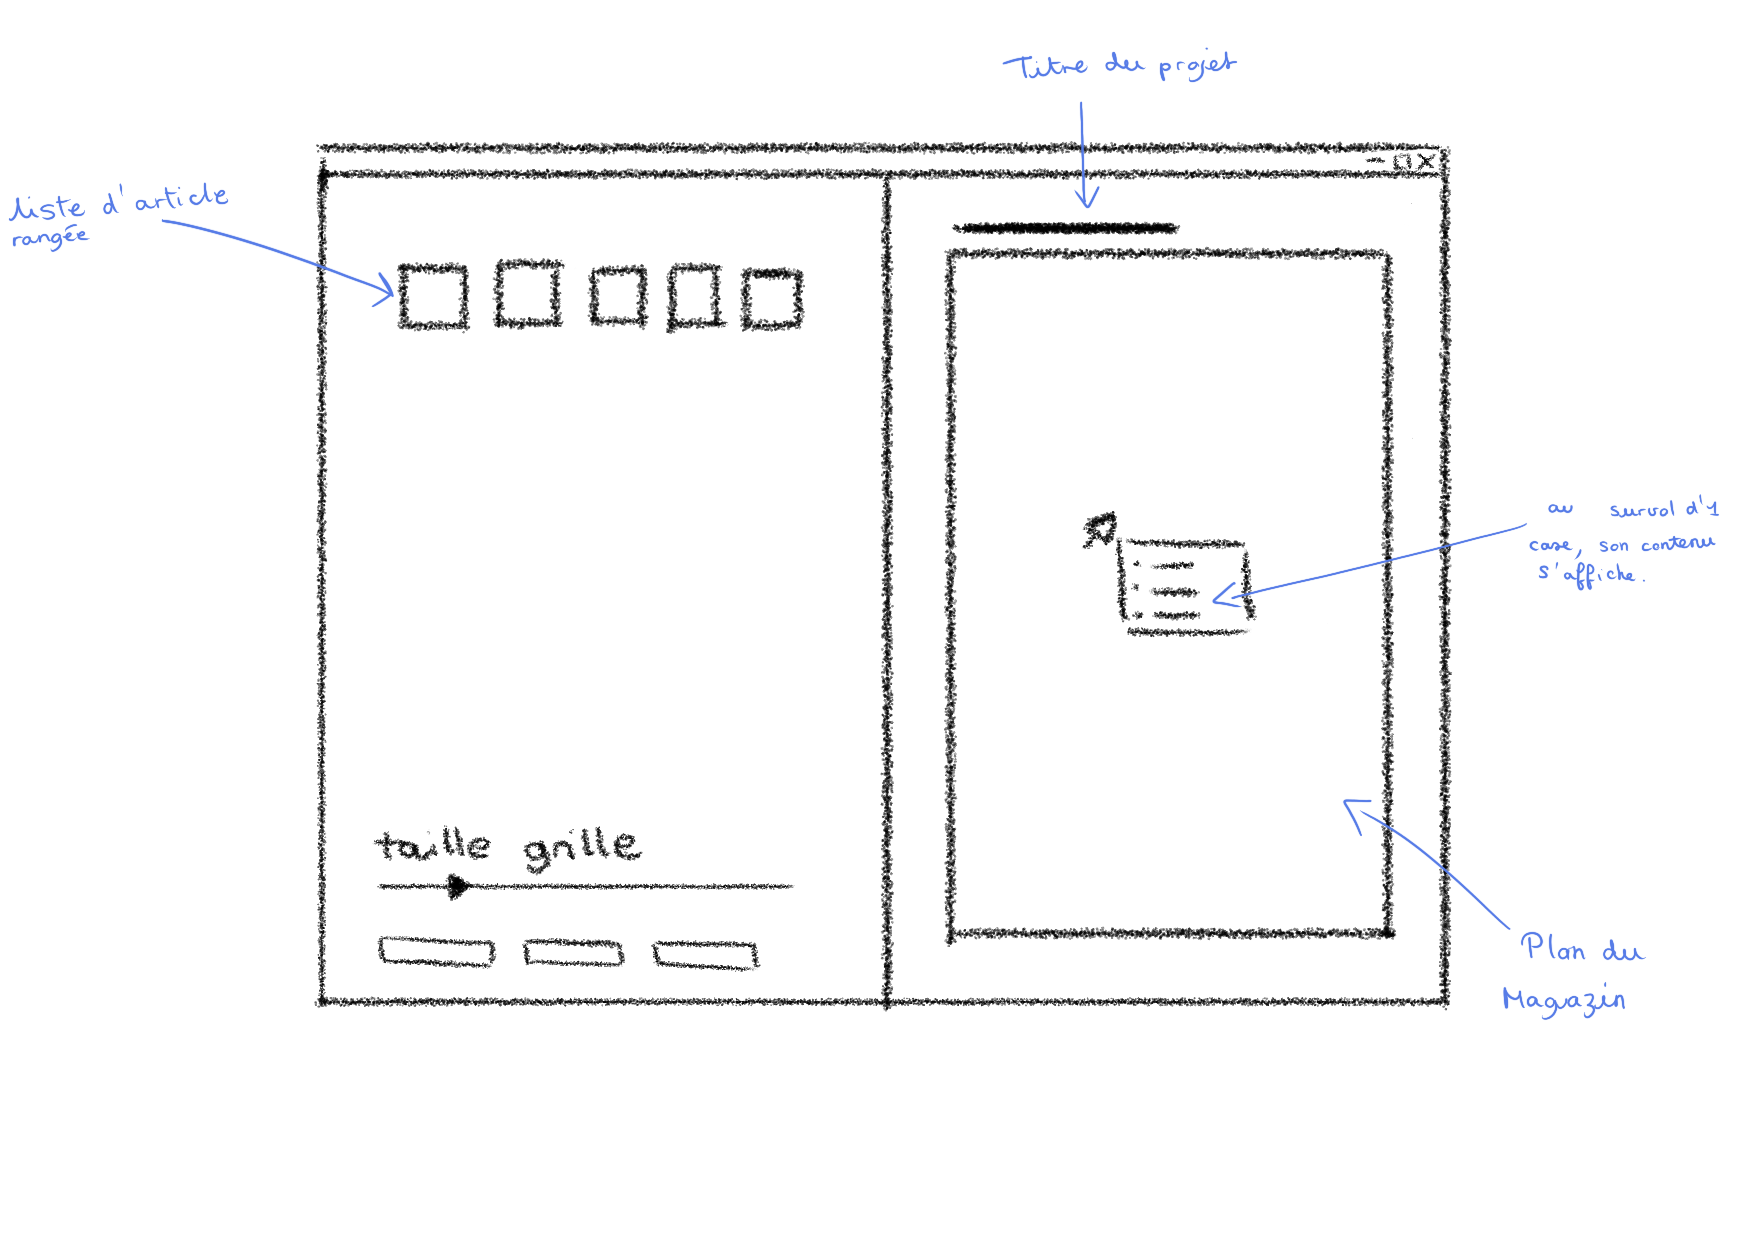 Titre du projet
- □ X
liste d'article
rangée
au survol d'1
case, son contenu
s'affiche.
taille grille
Plan du
Magazin